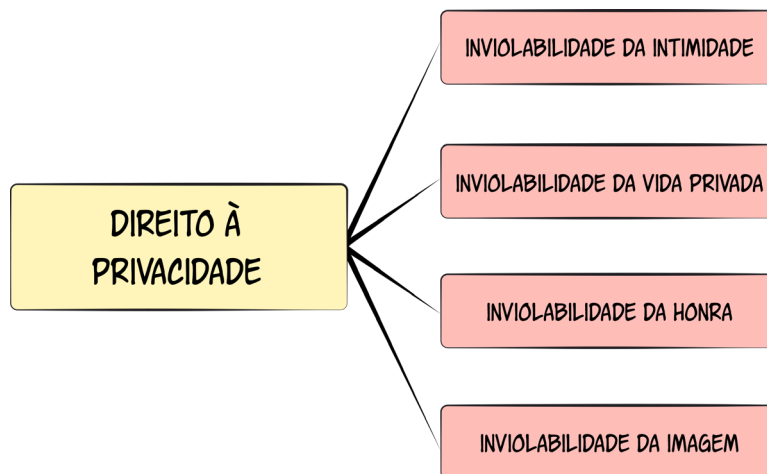 INVIOLABILIDADE DA INTIMIDADE
INVIOLABILIDADE DA VIDA PRIVADA
DIREITO À
PRIVACIDADE
INVIOLABILIDADE DA HONRA
INVIOLABILIDADE DA IMAGEM